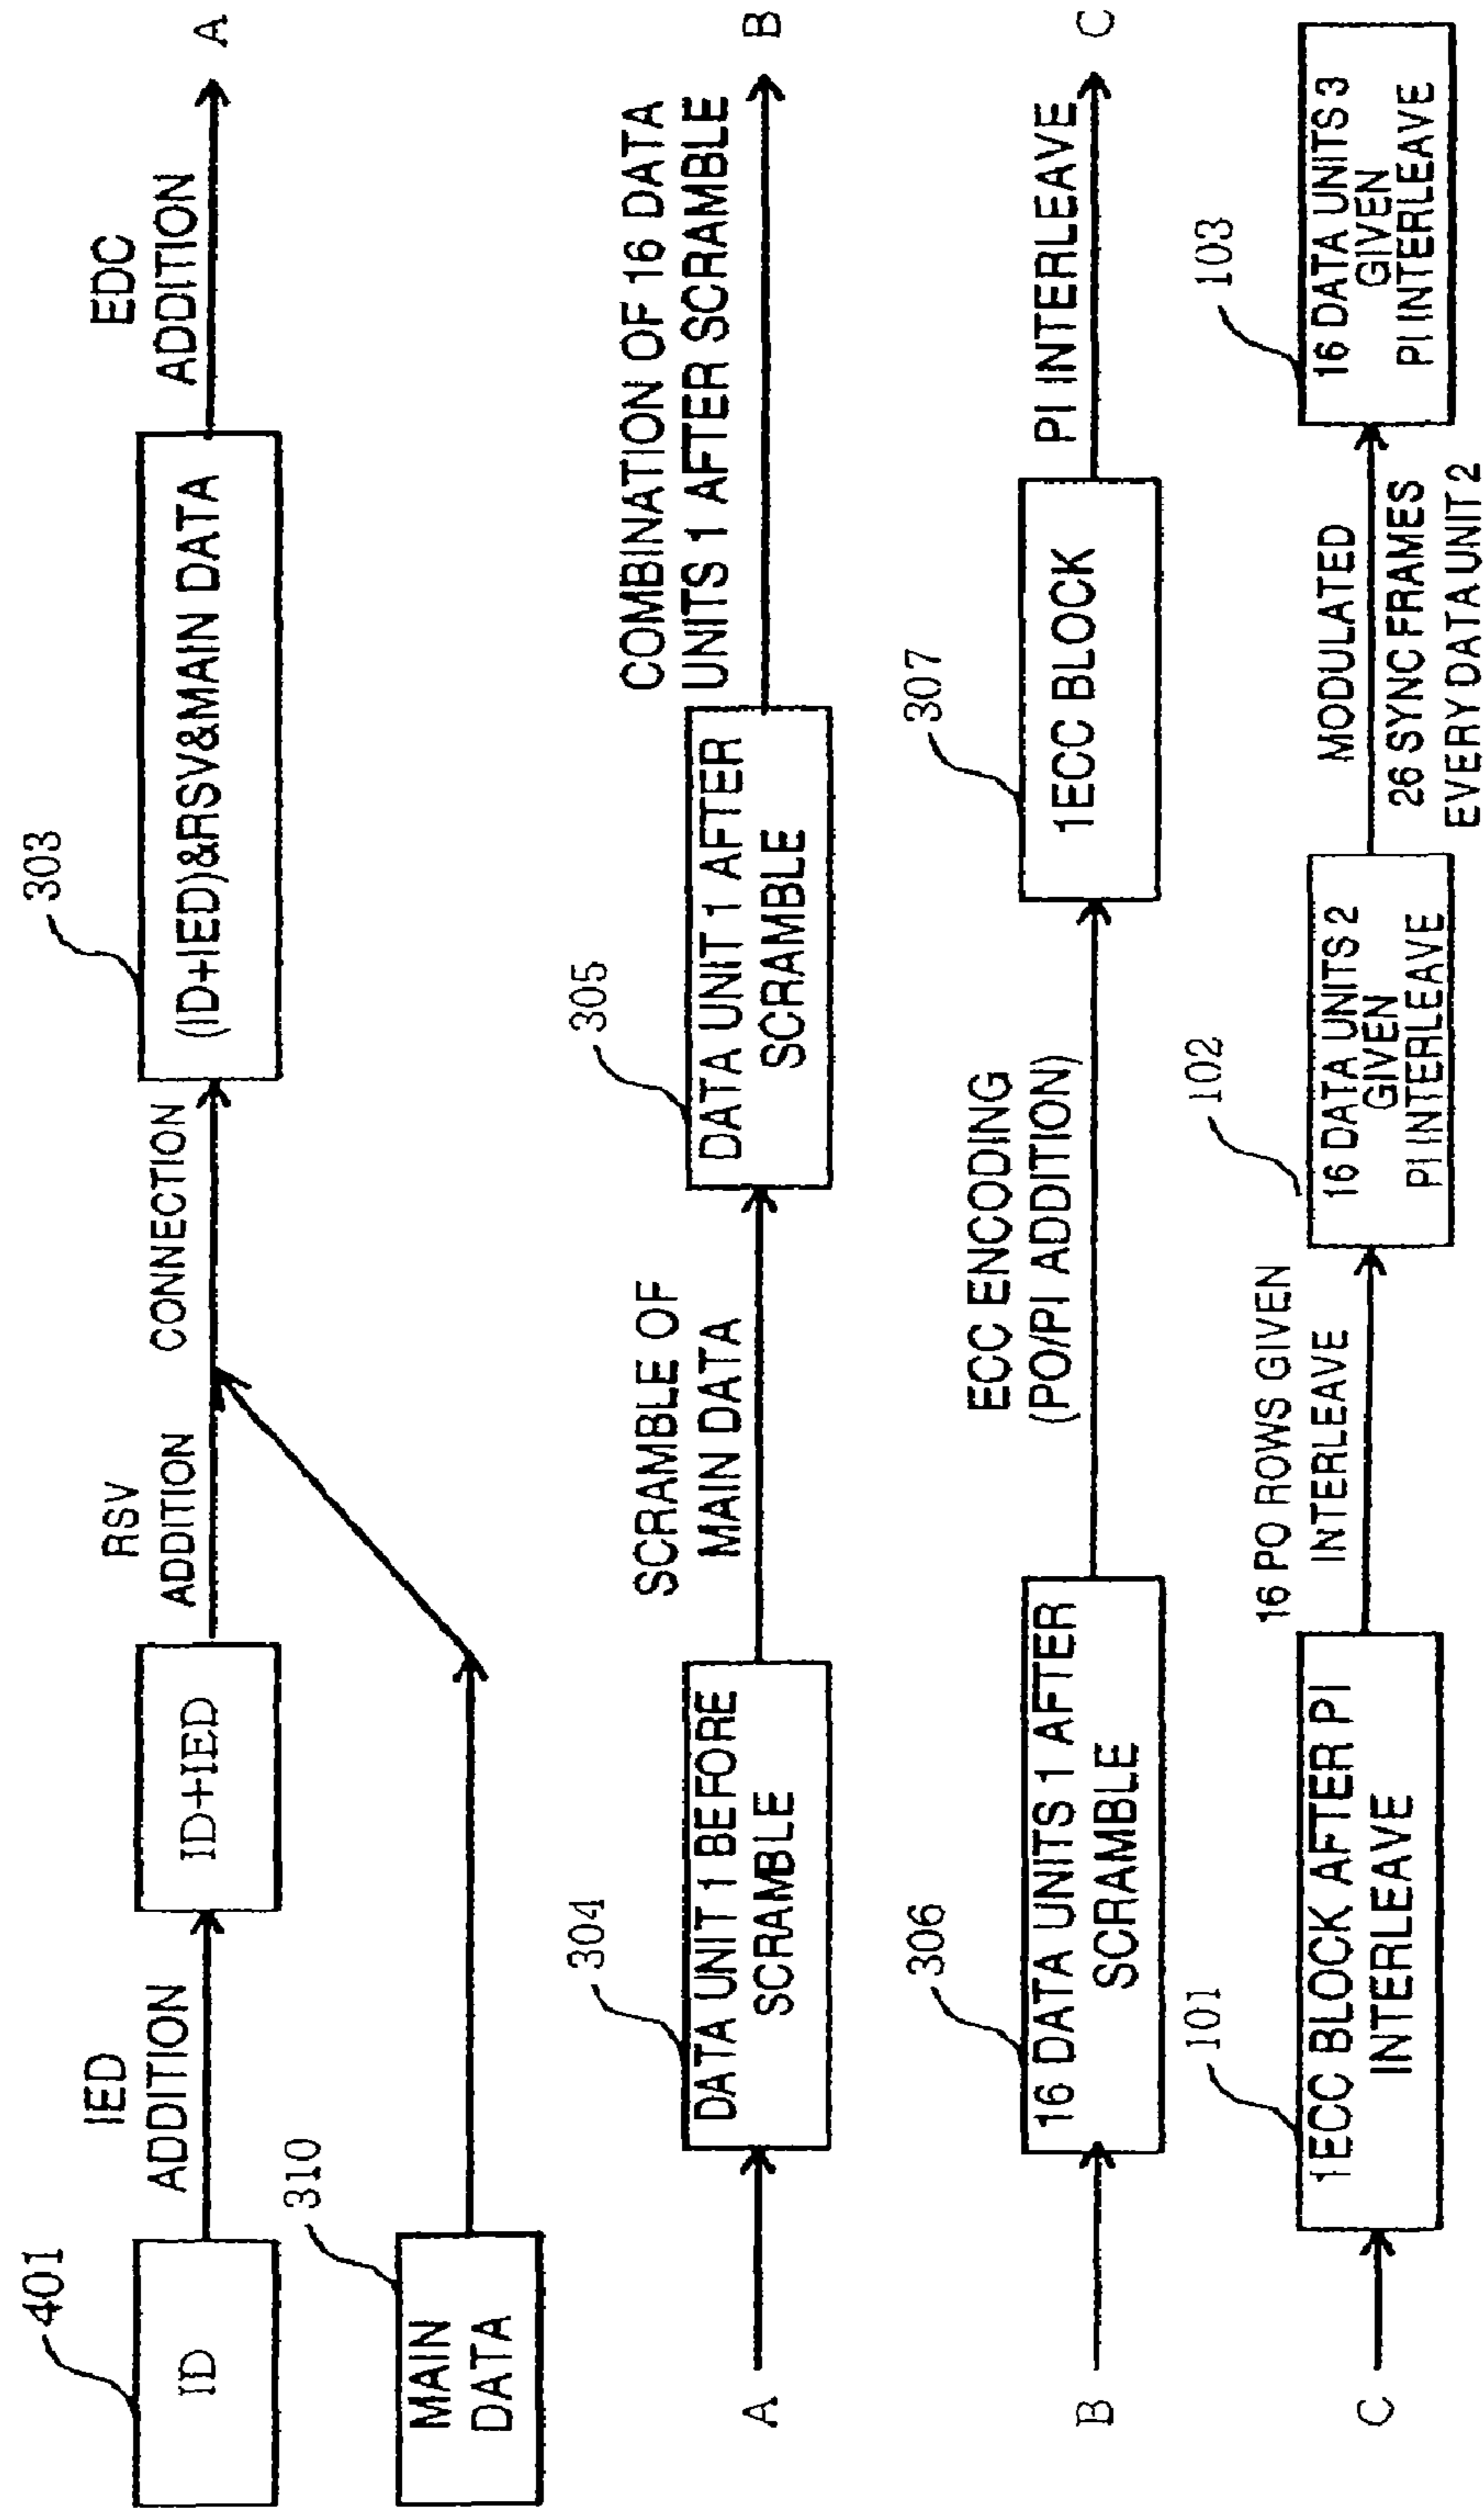 401
ID
IED
ADDITION
ID+IED
RSV
ADDITION
CONNECTION
303
(ID+IED)&RSV&MAIN DATA
EDC
ADDITION
A
310
MAIN
DATA
A
304
DATA UNIT 1 BEFORE
SCRAMBLE
SCRAMBLE OF
MAIN DATA
305
DATA UNIT 1 AFTER
SCRAMBLE
COMBINATION OF 16 DATA
UNITS 1 AFTER SCRAMBLE
B
B
306
16 DATA UNITS 1 AFTER
SCRAMBLE
ECC ENCODING
(PO/PI ADDITION)
307
1ECC BLOCK
PI INTERLEAVE
C
C
101
1ECC BLOCK AFTER PI
INTERLEAVE
16 PO ROWS GIVEN
INTERLEAVE
102
16 DATA UNITS 2
GIVEN
PI INTERLEAVE
MODULATED
26 SYNC FRAMES
EVERY DATA UNIT 2
103
16 DATA UNITS 3
GIVEN
PI INTERLEAVE